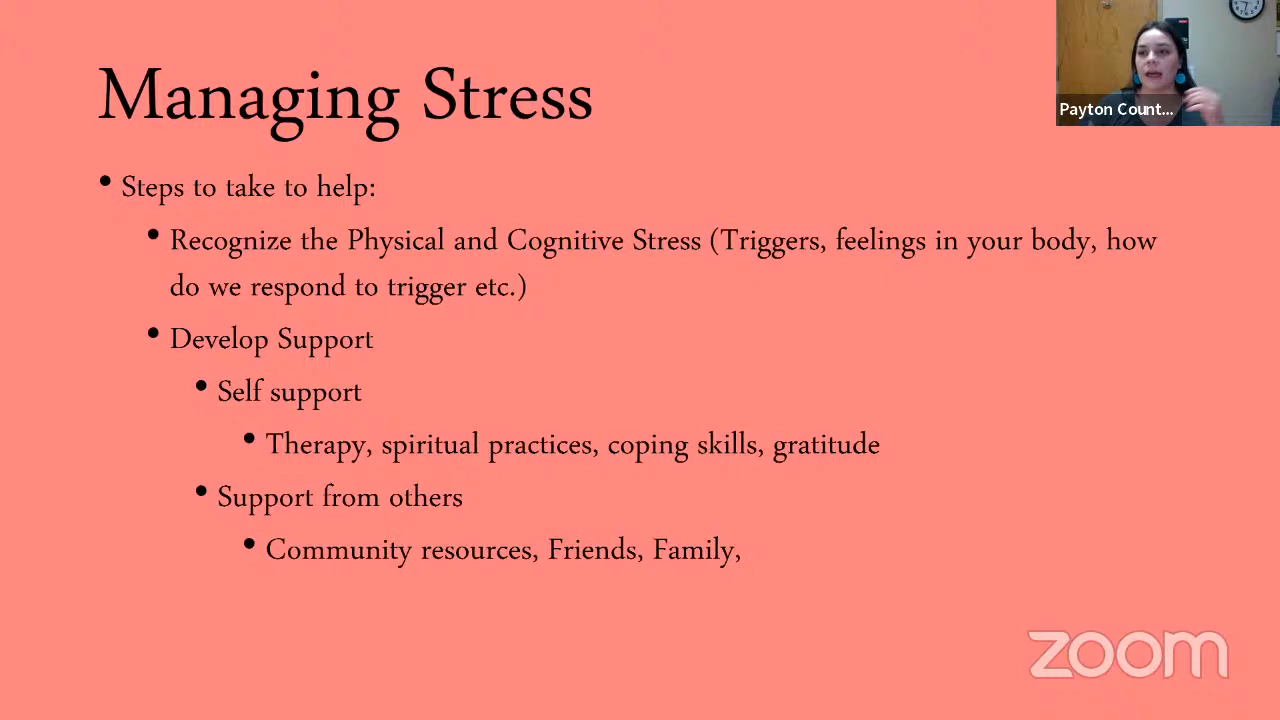 Managing Stress
Payton Count...
• Steps to take to help:
• Recognize the Physical and Cognitive Stress (Triggers, feelings in your body, how
do we respond to trigger etc.)
• Develop Support
• Self support
• Therapy, spiritual practices, coping skills, gratitude
• Support from others
• Community resources, Friends, Family,
zoom